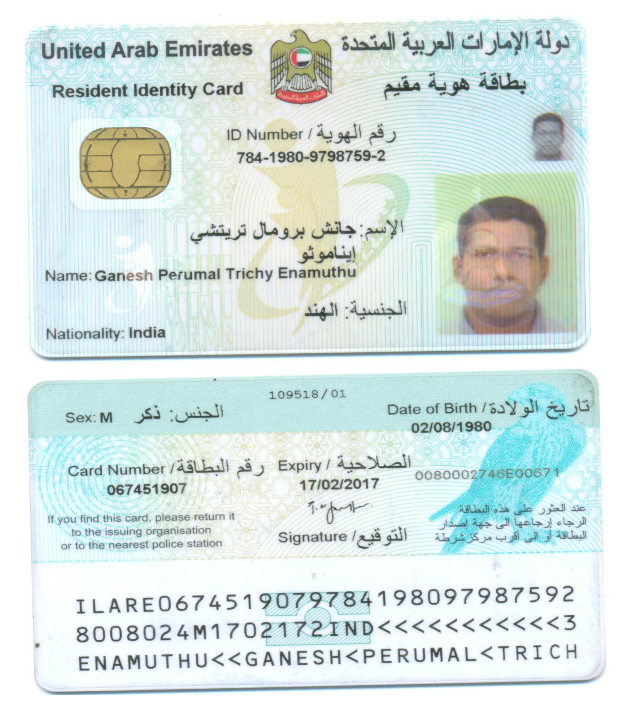 United Arab Emirates
دولة الإمارات العربية المتحدة
Resident Identity Card
بطاقة هوية مقيم
ID Number / رقم الهوية
784-1980-9798759-2
الإسم: جانش برومال تريتشي
إيناموثو
Name: Ganesh Perumal Trichy Enamuthu
الجنسية: الهند
Nationality: India
109518/01
Sex: M الجنس: ذكر
Date of Birth / تاريخ الولادة
02/08/1980
Card Number / رقم البطاقة
067451907
Expiry / الصلاحية
17/02/2017
0080002746E00671
If you find this card, please return it
to the issuing organisation
or to the nearest police station
Signature / التوقيع
عند العثور على هذه البطاقة
الرجاء إرجاعها الى جهة إصدار
البطاقة أو الى أقرب مركز شرطة
ILARE0674519079784198097987592
8008024M1702172IND<<<<<<<<<<<3
ENAMUTHU<<GANESH<PERUMAL<TRICH